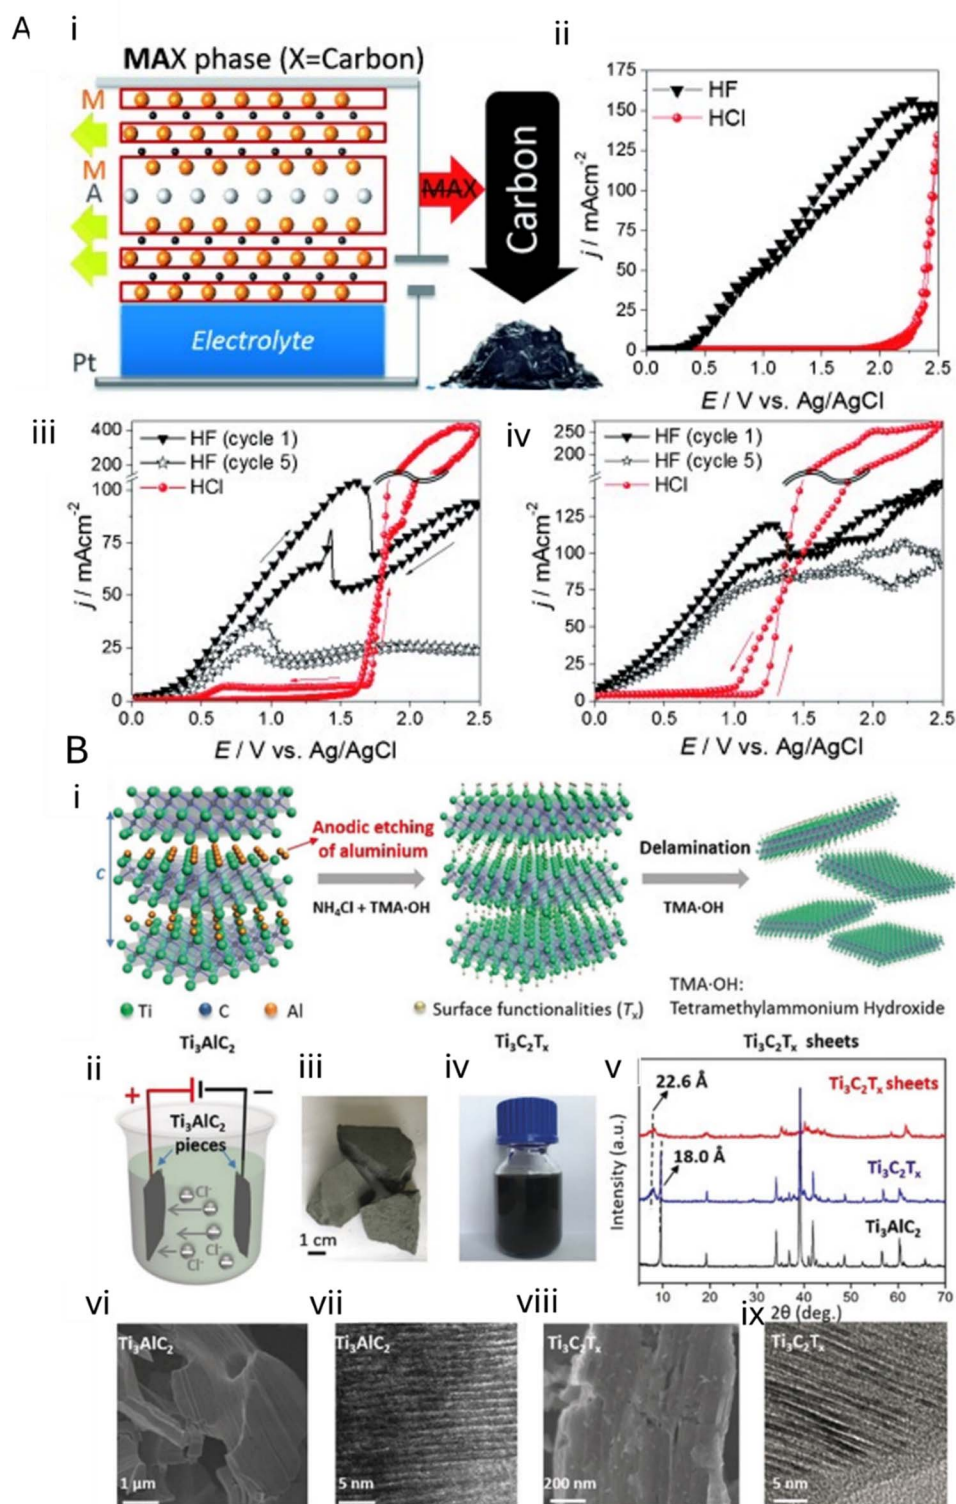 A
i
MAX phase (X=Carbon)
M
M
A
MAX
Carbon
Electrolyte
Pt
ii
175
150
125
100
75
50
25
0
HF
HCl
j / mAcm-2
0.0 0.5 1.0 1.5 2.0 2.5
E / V vs. Ag/AgCl
iii
400
200
100
75
50
25
0
HF (cycle 1)
HF (cycle 5)
HCl
j / mAcm-2
0.0 0.5 1.0 1.5 2.0 2.5
E / V vs. Ag/AgCl
iv
250
200
125
100
75
50
25
0
HF (cycle 1)
HF (cycle 5)
HCl
j / mAcm-2
0.0 0.5 1.0 1.5 2.0 2.5
E / V vs. Ag/AgCl
B
i
c
Anodic etching
of aluminium
NH4Cl + TMA·OH
Delamination
TMA·OH
Ti C Al
Surface functionalities (Tx)
TMA·OH:
Tetramethylammonium Hydroxide
Ti3AlC2
Ti3C2Tx
Ti3C2Tx sheets
ii
+ −
Ti3AlC2
pieces
Cl-
Cl-
Cl-
iii
1 cm
iv
v
22.6 Å
Ti3C2Tx sheets
18.0 Å
Ti3C2Tx
Ti3AlC2
Intensity (a.u.)
10 20 30 40 50 60 70
2θ (deg.)
vi
Ti3AlC2
1 μm
vii
Ti3AlC2
5 nm
viii
Ti3C2Tx
200 nm
ix
Ti3C2Tx
5 nm